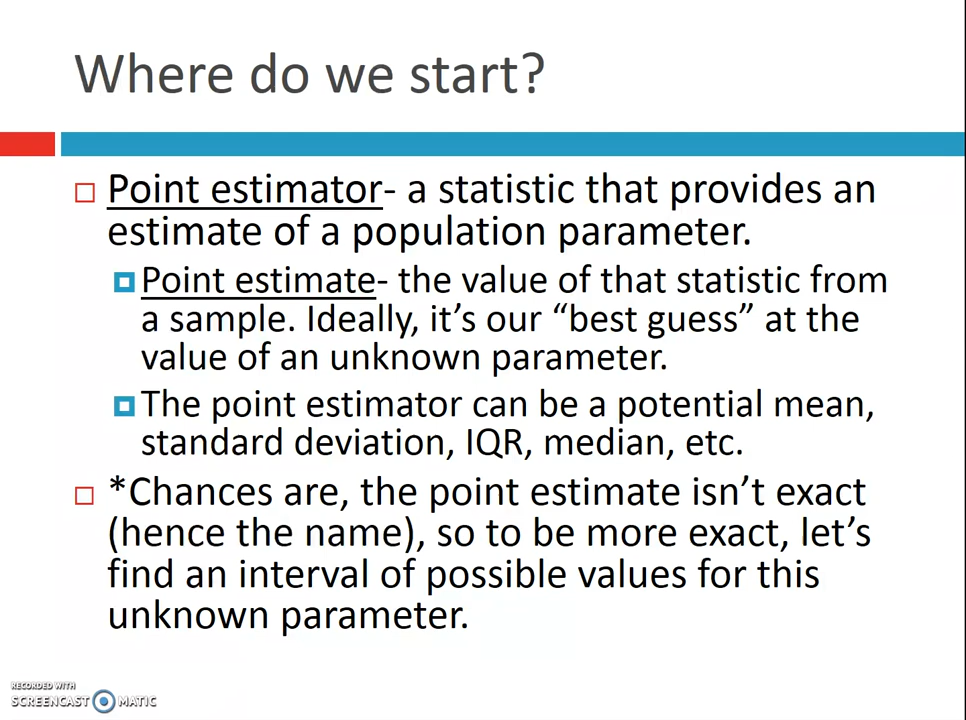 Where do we start?
Point estimator- a statistic that provides an
estimate of a population parameter.
Point estimate- the value of that statistic from
a sample. Ideally, it’s our “best guess” at the
value of an unknown parameter.
The point estimator can be a potential mean,
standard deviation, IQR, median, etc.
*Chances are, the point estimate isn’t exact
(hence the name), so to be more exact, let’s
find an interval of possible values for this
unknown parameter.
RECORDED WITH
SCREENCAST MATIC